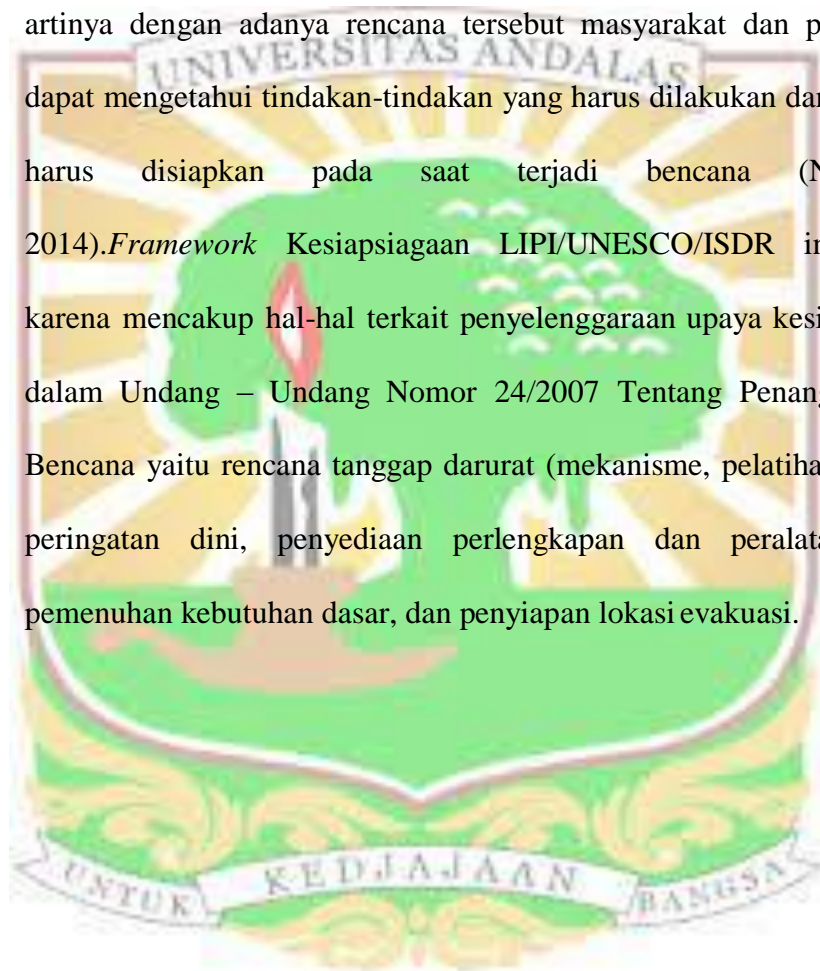 artinya dengan adanya rencana tersebut masyarakat dan p
UNIVERSITAS ANDALAS
dapat mengetahui tindakan-tindakan yang harus dilakukan dan
harus disiapkan pada saat terjadi bencana (N
2014).Framework Kesiapsiagaan LIPI/UNESCO/ISDR in
karena mencakup hal-hal terkait penyelenggaraan upaya kesi
dalam Undang – Undang Nomor 24/2007 Tentang Penang
Bencana yaitu rencana tanggap darurat (mekanisme, pelatiha
peringatan dini, penyediaan perlengkapan dan peralata
pemenuhan kebutuhan dasar, dan penyiapan lokasi evakuasi.
UNTUK KEDJAJAAN BANGSA